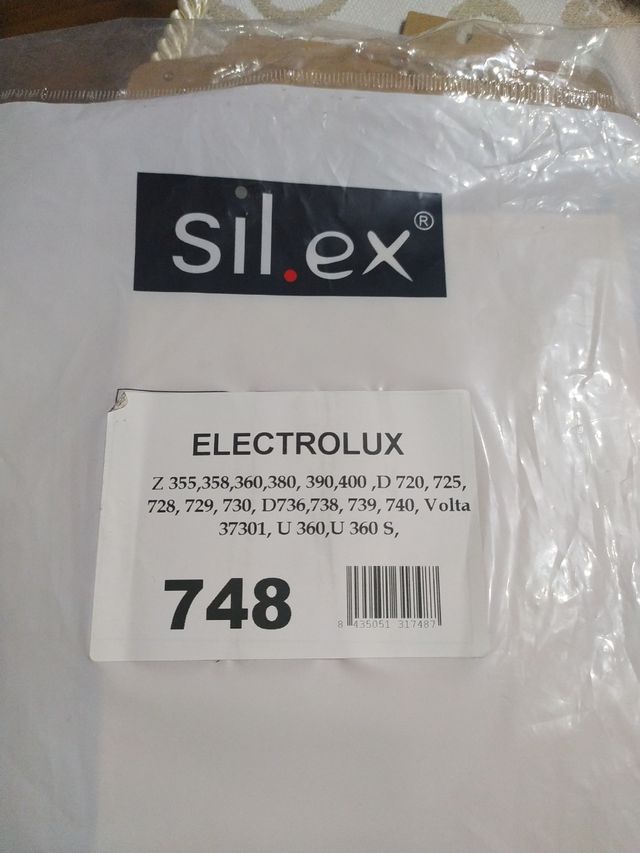 sil.ex®
ELECTROLUX
Z 355,358,360,380, 390,400 ,D 720, 725,
728, 729, 730, D736,738, 739, 740, Volta
37301, U 360,U 360 S,
748
8 435051 317487